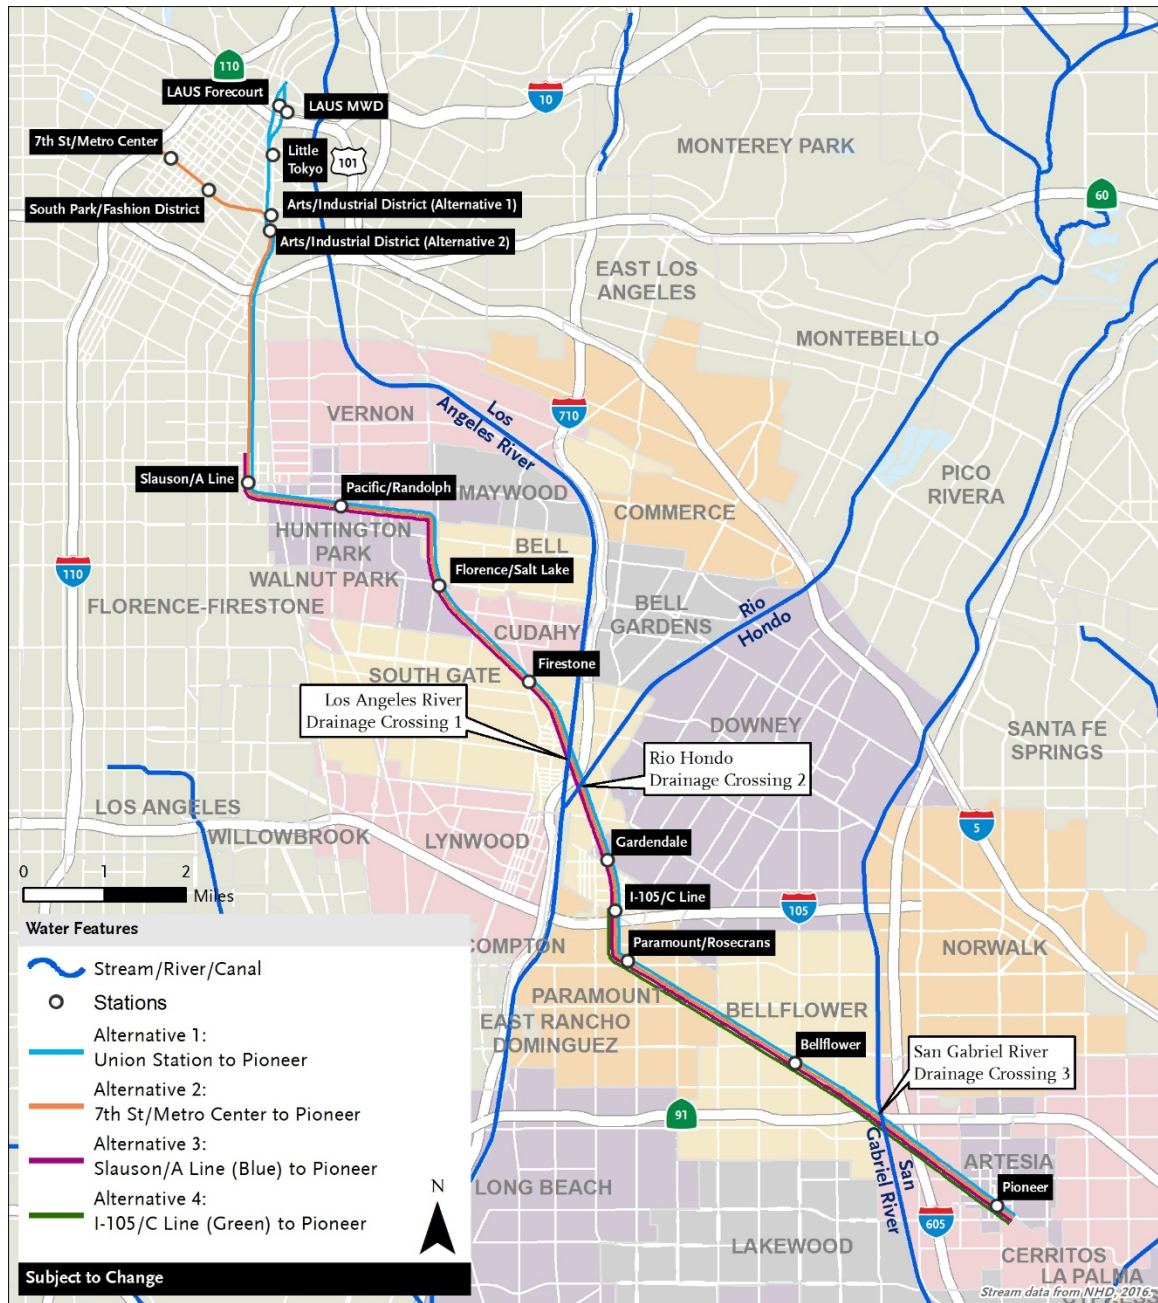 110
LAUS Forecourt
LAUS MWD
10
7th St/Metro Center
Little
Tokyo
101
MONTEREY PARK
60
South Park/Fashion District
Arts/Industrial District (Alternative 1)
Arts/Industrial District (Alternative 2)
EAST LOS
ANGELES
MONTEBELLO
VERNON
Los
Angeles River
710
Slauson/A Line
Pacific/Randolph
MAYWOOD
PICO
RIVERA
COMMERCE
HUNTINGTON
PARK
BELL
110
WALNUT PARK
Florence/Salt Lake
FLORENCE-FIRESTONE
BELL
GARDENS
Rio
Hondo
CUDAHY
Firestone
SOUTH GATE
Los Angeles River
Drainage Crossing 1
DOWNEY
SANTA FE
SPRINGS
Rio Hondo
Drainage Crossing 2
LOS ANGELES
WILLOWBROOK
LYNWOOD
5
Gardendale
0 1 2
Miles
I-105/C Line
105
Water Features
COMPTON
Paramount/Rosecrans
NORWALK
Stream/River/Canal
Stations
PARAMOUNT
BELLFLOWER
EAST RANCHO
DOMINGUEZ
Alternative 1:
Union Station to Pioneer
Bellflower
San Gabriel River
Drainage Crossing 3
Alternative 2:
7th St/Metro Center to Pioneer
91
Alternative 3:
Slauson/A Line (Blue) to Pioneer
San
Gabriel River
ARTESIA
LONG BEACH
Pioneer
Alternative 4:
I-105/C Line (Green) to Pioneer
N
605
LAKEWOOD
CERRITOS
LA PALMA
Subject to Change
Stream data from NHD, 2016.